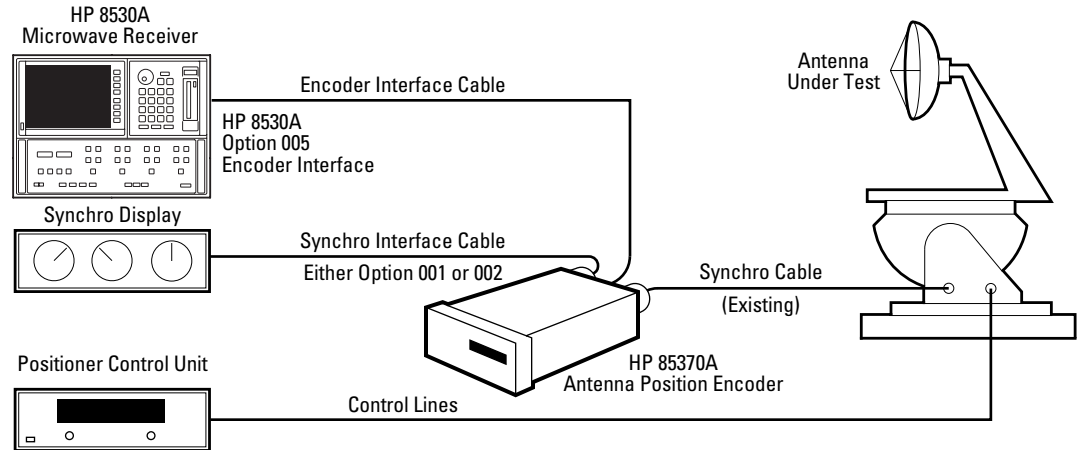 HP 8530A
Microwave Receiver
Encoder Interface Cable
HP 8530A
Option 005
Encoder Interface
Antenna
Under Test
Synchro Display
Synchro Interface Cable
Either Option 001 or 002
Synchro Cable
(Existing)
HP 85370A
Antenna Position Encoder
Positioner Control Unit
Control Lines